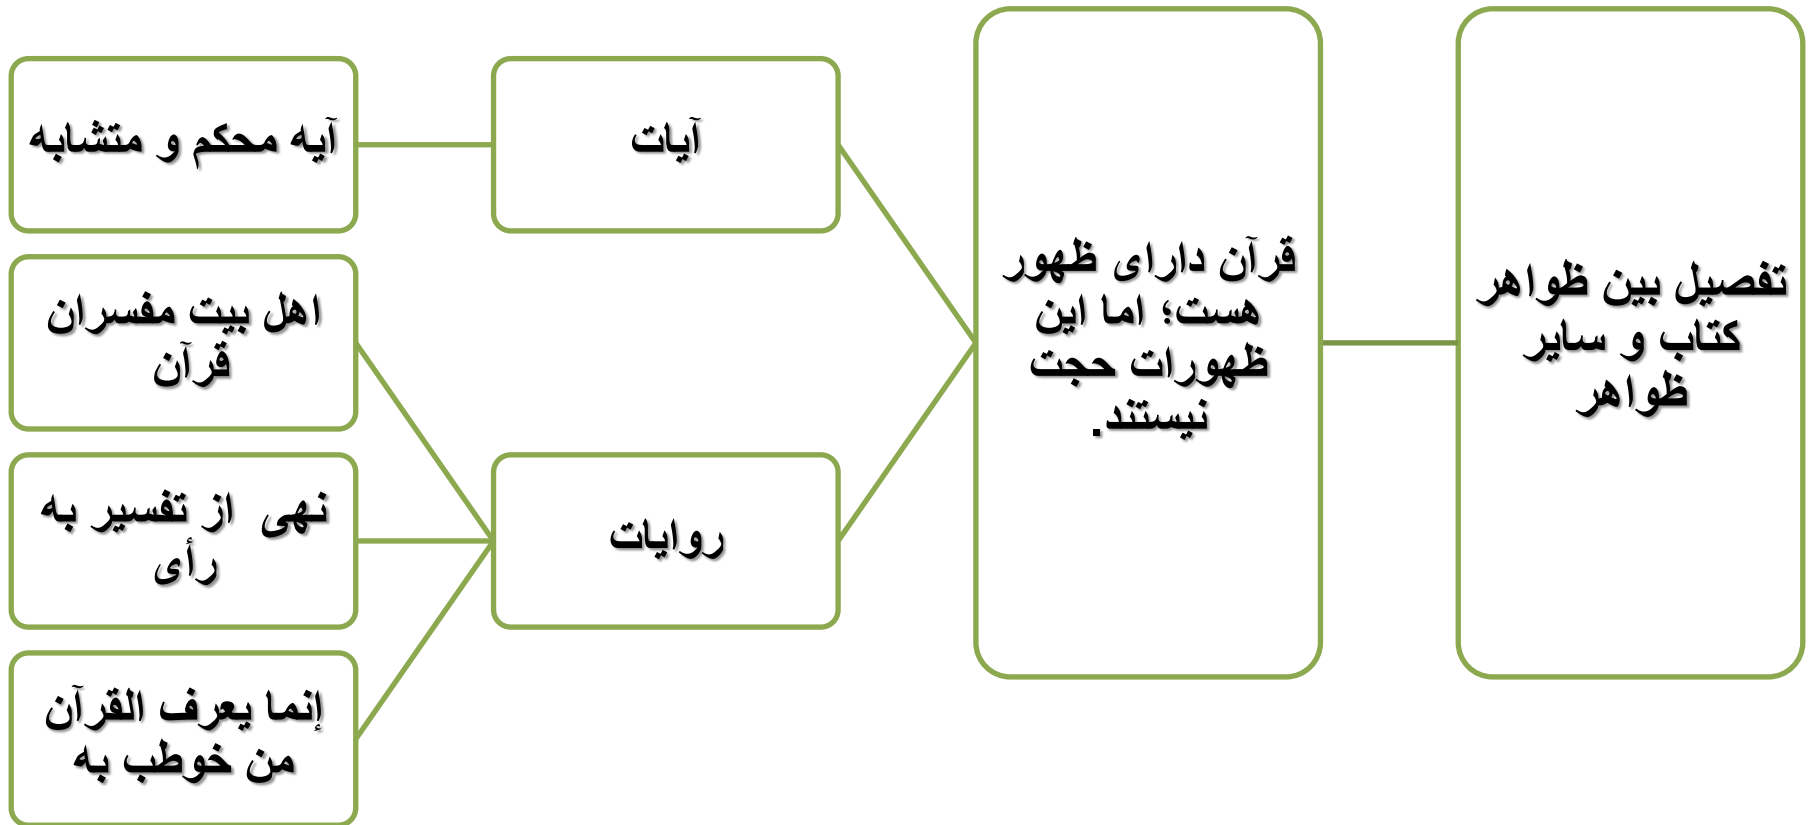 تفصیل بین ظواهر
کتاب و سایر
ظواهر
قرآن دارای ظهور
هست؛ اما این
ظهورات حجت
نیستند.
آیات
آیه محکم و متشابه
روایات
اهل بیت مفسران
قرآن
نهی از تفسیر به
رأی
إنما يعرف القرآن
من خوطب به